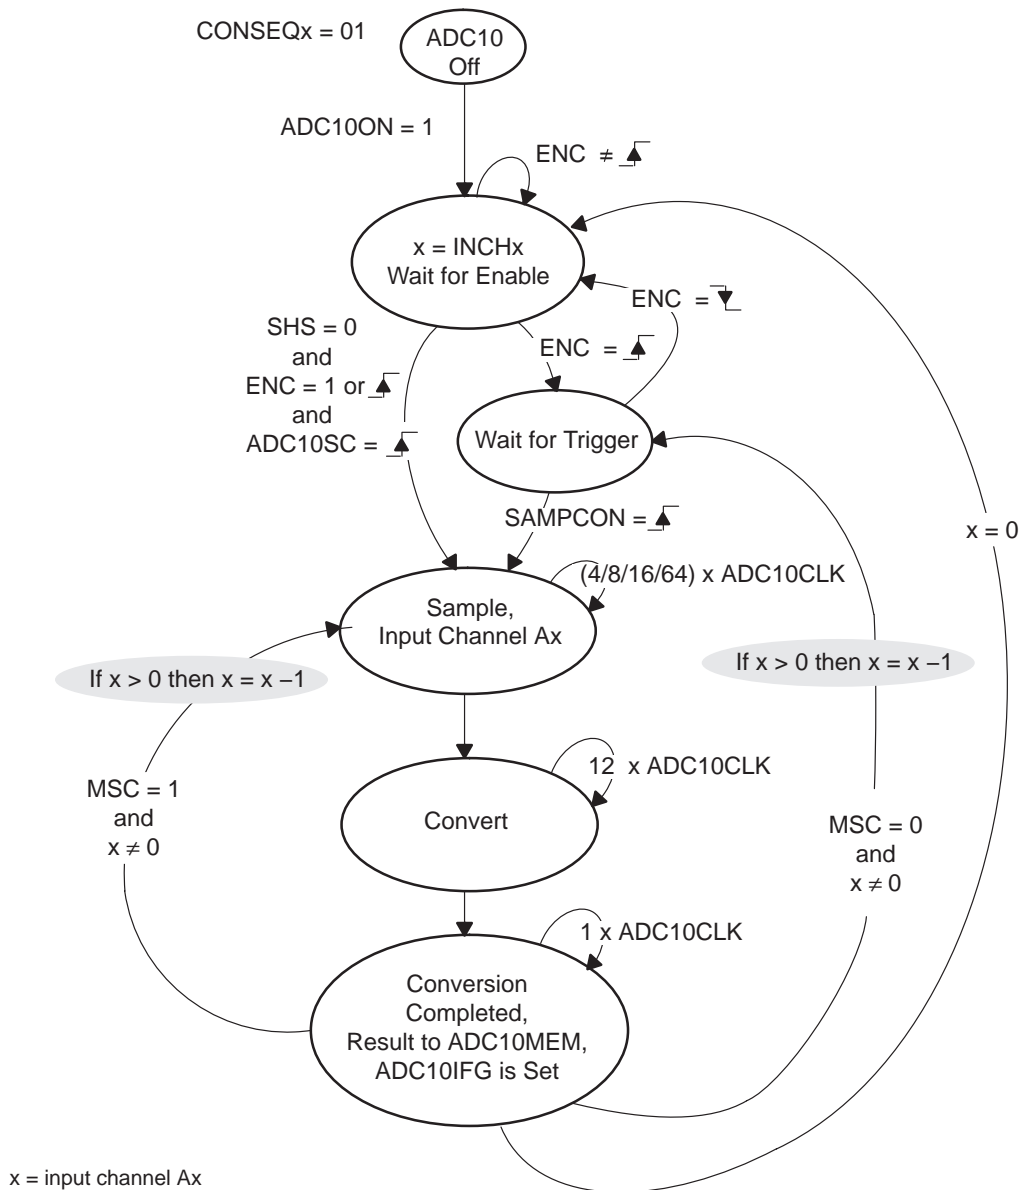 CONSEQx = 01
ADC10
Off
ADC10ON = 1
ENC ≠
x = INCHx
Wait for Enable
ENC =
SHS = 0
and
ENC = 1 or
and
ADC10SC =
ENC =
Wait for Trigger
SAMPCON =
x = 0
(4/8/16/64) x ADC10CLK
Sample,
Input Channel Ax
If x > 0 then x = x –1
If x > 0 then x = x –1
12 x ADC10CLK
MSC = 1
and
x ≠ 0
Convert
MSC = 0
and
x ≠ 0
1 x ADC10CLK
Conversion
Completed,
Result to ADC10MEM,
ADC10IFG is Set
x = input channel Ax